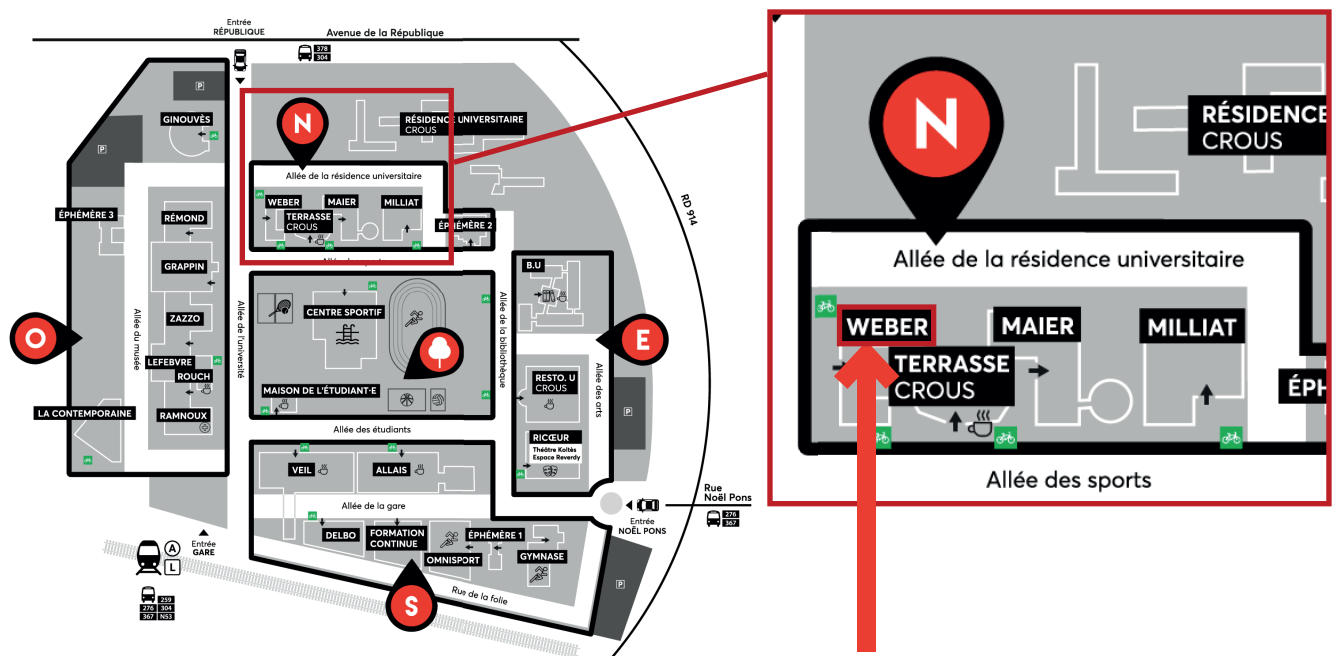 Entrée
RÉPUBLIQUE
Avenue de la République
378
304
P
GINOUVÈS
P
N
RÉSIDENCE UNIVERSITAIRE
CROUS
Allée de la résidence universitaire
WEBER
MAIER
MILLIAT
TERRASSE
CROUS
ÉPHÉMÈRE 2
ÉPHÉMÈRE 3
RÉMOND
GRAPPIN
ZAZZO
LEFEBVRE
ROUCH
RAMNOUX
LA CONTEMPORAINE
O
Allée du musée
Allée de l'université
CENTRE SPORTIF
MAISON DE L'ÉTUDIANT·E
Allée de la bibliothèque
B.U
E
RESTO. U
CROUS
Allée des arts
P
RICŒUR
Théâtre Koltès
Espace Reverdy
RD 914
Allée des étudiants
VEIL
ALLAIS
Allée de la gare
DELBO
FORMATION
CONTINUE
OMNISPORT
ÉPHÉMÈRE 1
GYMNASE
P
S
Rue de la folie
Entrée
NOËL PONS
Rue
Noël Pons
276
367
Entrée
GARE
A
L
259
276 304
367 N53
N
RÉSIDENCE
CROUS
Allée de la résidence universitaire
WEBER
MAIER
MILLIAT
TERRASSE
CROUS
ÉPH
Allée des sports